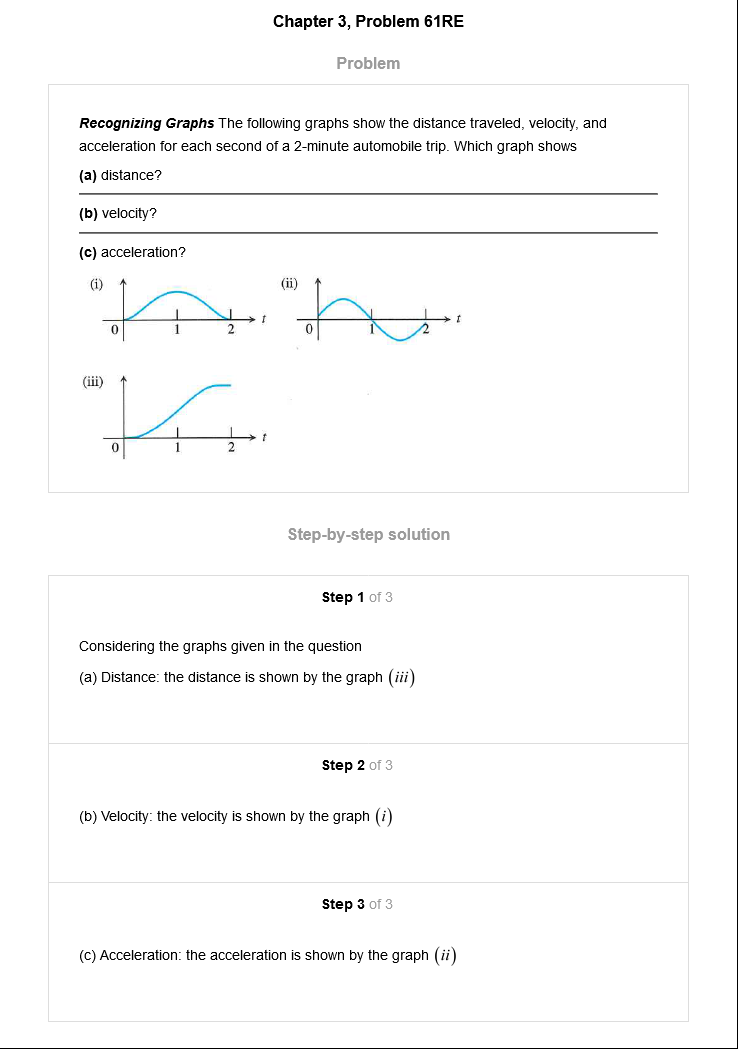 Chapter 3, Problem 61RE
Problem
Recognizing Graphs The following graphs show the distance traveled, velocity, and
acceleration for each second of a 2-minute automobile trip. Which graph shows
(a) distance?
(b) velocity?
(c) acceleration?
(i)
t
0 1 2
(ii)
t
0 1 2
(iii)
t
0 1 2
Step-by-step solution
Step 1 of 3
Considering the graphs given in the question
(a) Distance: the distance is shown by the graph (iii)
Step 2 of 3
(b) Velocity: the velocity is shown by the graph (i)
Step 3 of 3
(c) Acceleration: the acceleration is shown by the graph (ii)